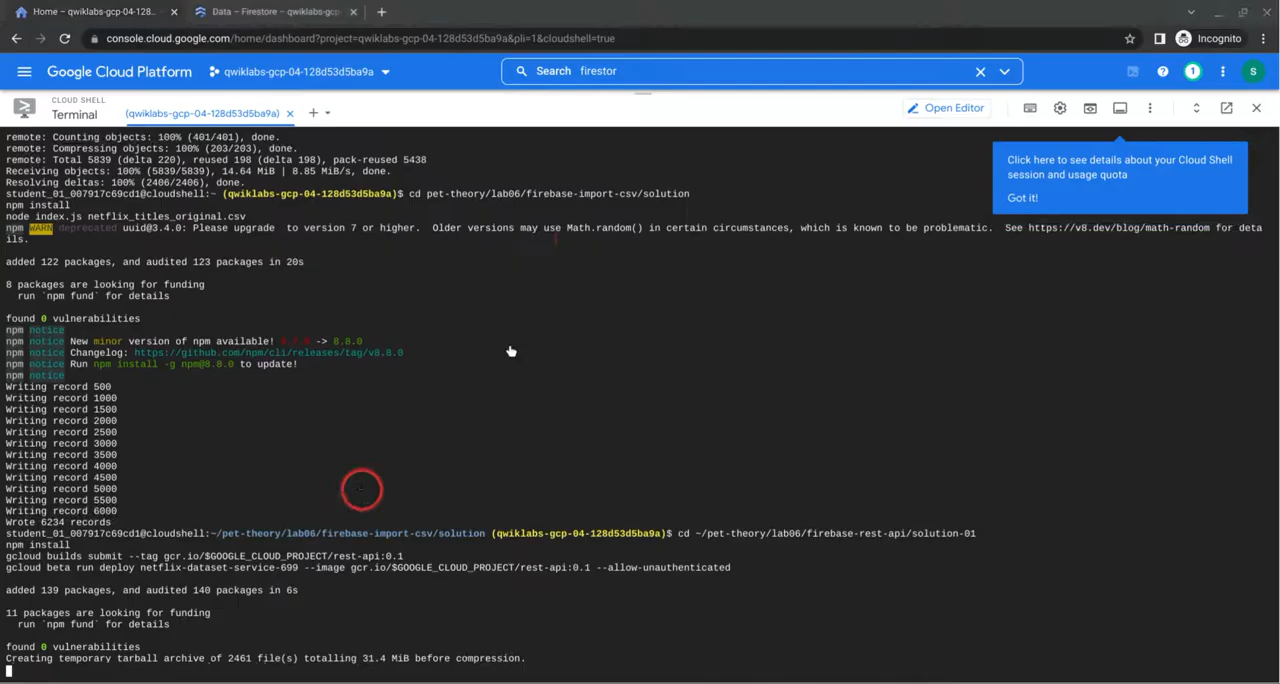 Home – qwiklabs-gcp-04-128…
Data – Firestore – qwiklabs-gcp-
console.cloud.google.com/home/dashboard?project=qwiklabs-gcp-04-128d53d5ba9a&pli=1&cloudshell=true
Incognito
Google Cloud Platform
qwiklabs-gcp-04-128d53d5ba9a
Search firestor
1
S
CLOUD SHELL
Terminal
(qwiklabs-gcp-04-128d53d5ba9a)
Open Editor
Click here to see details about your Cloud Shell
session and usage quota
Got it!
remote: Counting objects: 100% (401/401), done.
remote: Compressing objects: 100% (203/203), done.
remote: Total 5839 (delta 220), reused 198 (delta 198), pack-reused 5438
Receiving objects: 100% (5839/5839), 14.64 MiB | 8.85 MiB/s, done.
Resolving deltas: 100% (2406/2406), done.
student_01_007917c69cd1@cloudshell:~ (qwiklabs-gcp-04-128d53d5ba9a)$ cd pet-theory/lab06/firebase-import-csv/solution
npm install
node index.js netflix_titles_original.csv
npm WARN deprecated uuid@3.4.0: Please upgrade  to version 7 or higher.  Older versions may use Math.random() in certain circumstances, which is known to be problematic.  See https://v8.dev/blog/math-random for deta
ils.
added 122 packages, and audited 123 packages in 20s
8 packages are looking for funding
run `npm fund` for details
found 0 vulnerabilities
npm notice
npm notice New minor version of npm available! -> 8.8.0
npm notice Changelog: https://github.com/npm/cli/releases/tag/v8.8.0
npm notice Run npm install -g npm@8.8.0 to update!
npm notice
Writing record 500
Writing record 1000
Writing record 1500
Writing record 2000
Writing record 2500
Writing record 3000
Writing record 3500
Writing record 4000
Writing record 4500
Writing record 5000
Writing record 5500
Writing record 6000
Wrote 6234 records
student_01_007917c69cd1@cloudshell:~/pet-theory/lab06/firebase-import-csv/solution (qwiklabs-gcp-04-128d53d5ba9a)$ cd ~/pet-theory/lab06/firebase-rest-api/solution-01
npm install
gcloud builds submit --tag gcr.io/$GOOGLE_CLOUD_PROJECT/rest-api:0.1
gcloud beta run deploy netflix-dataset-service-699 --image gcr.io/$GOOGLE_CLOUD_PROJECT/rest-api:0.1 --allow-unauthenticated
added 139 packages, and audited 140 packages in 6s
11 packages are looking for funding
run `npm fund` for details
found 0 vulnerabilities
Creating temporary tarball archive of 2461 file(s) totalling 31.4 MiB before compression.